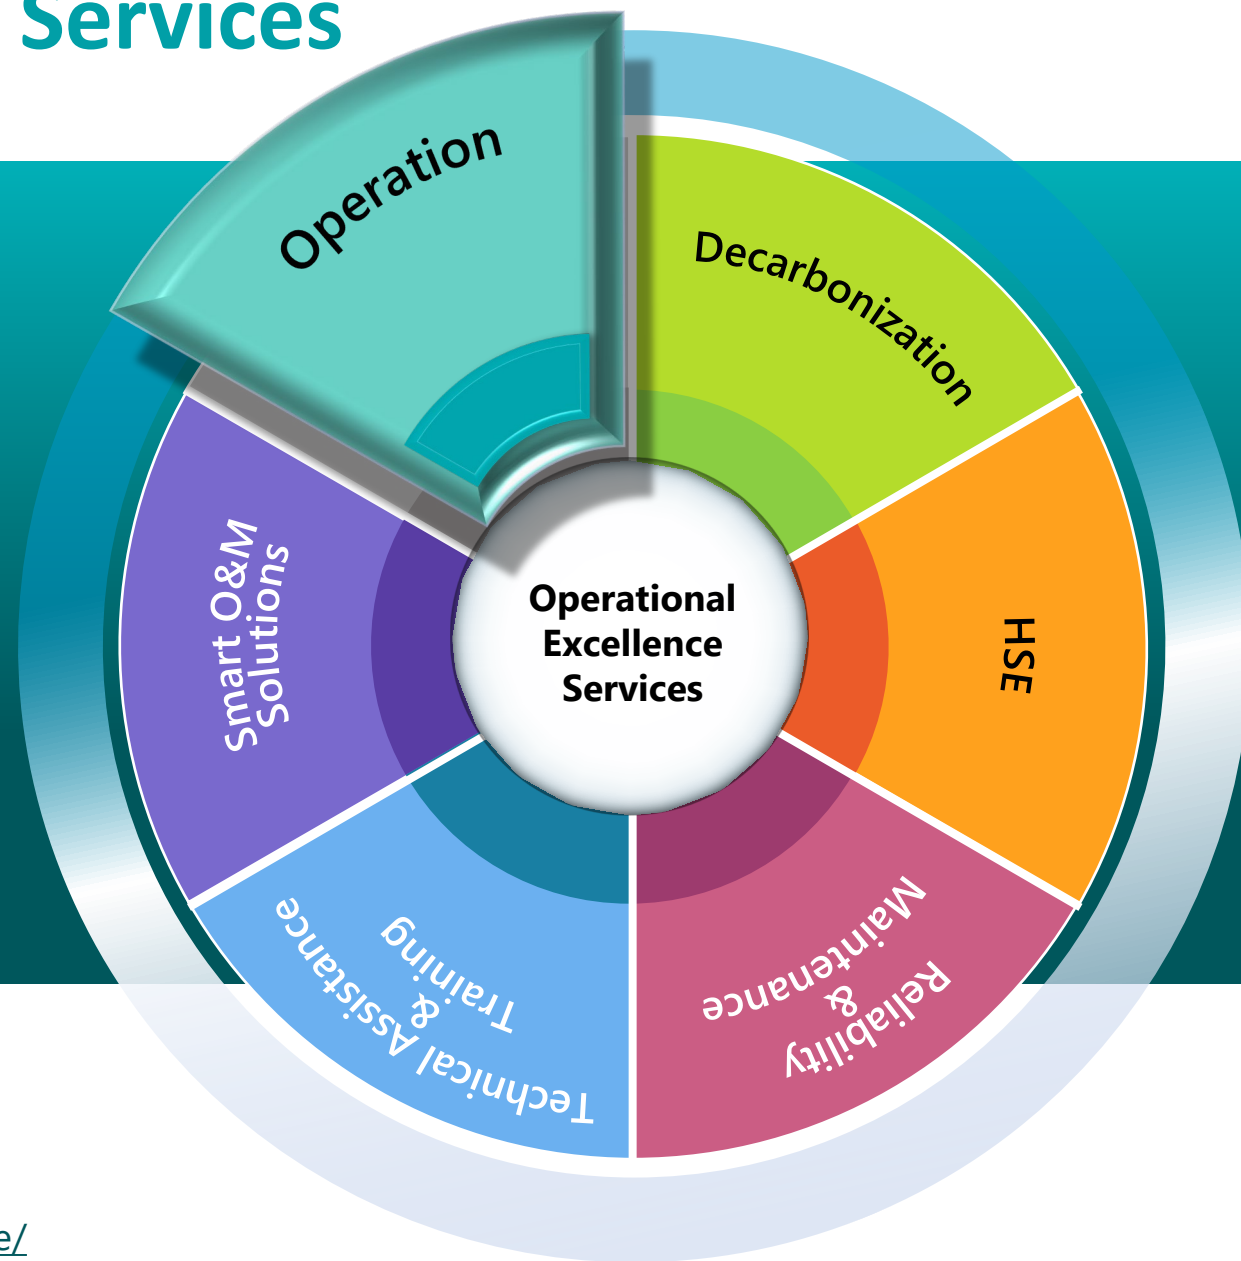 Services
Operation
Decarbonization
HSE
Reliability
&
Maintenance
Technical Assistance
&
Training
Smart O&M
Solutions
Operational
Excellence
Services
e/